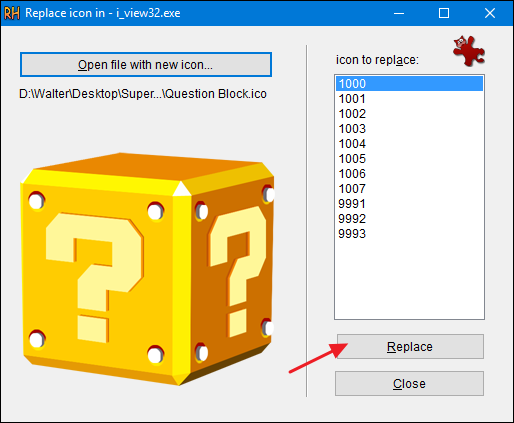 RH Replace icon in - i_view32.exe
Open file with new icon...
D:\Walter\Desktop\Super...\Question Block.ico
? ?
icon to replace:
1000
1001
1002
1003
1004
1005
1006
1007
9991
9992
9993
Replace
Close